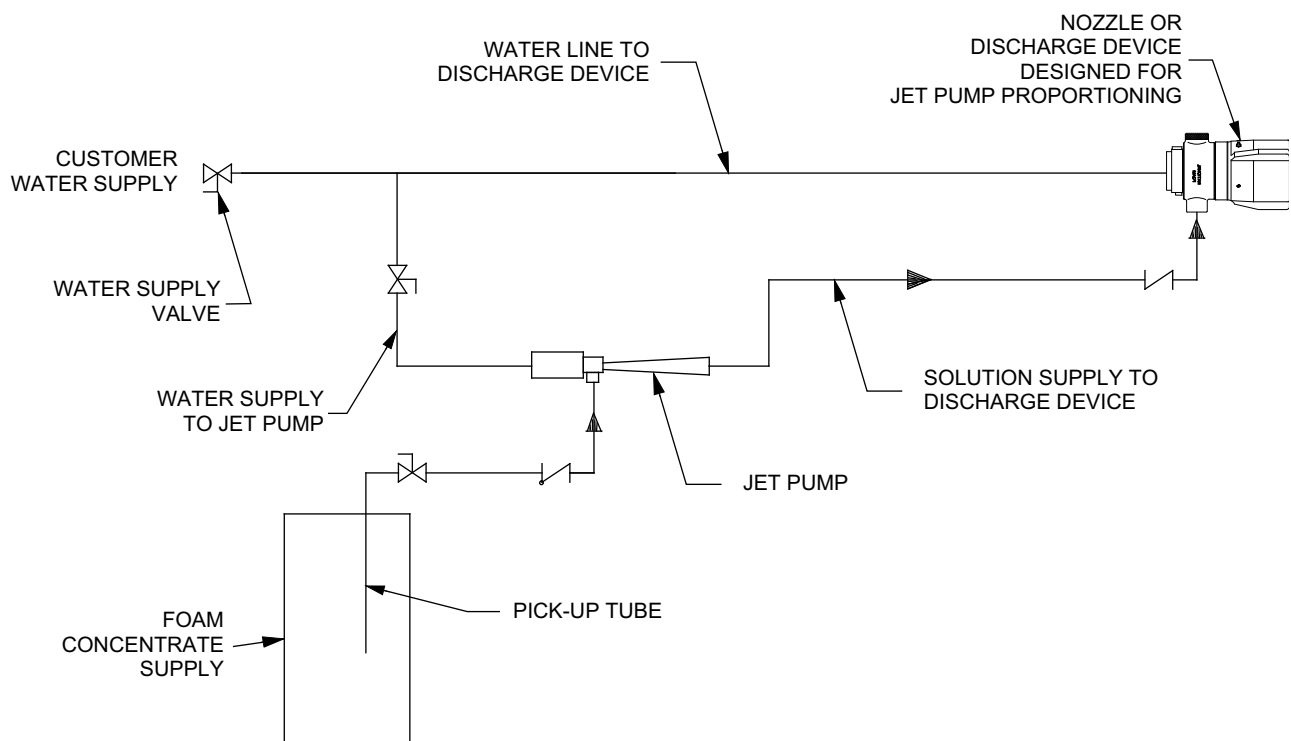 NOZZLE OR
DISCHARGE DEVICE
DESIGNED FOR
JET PUMP PROPORTIONING
WATER LINE TO
DISCHARGE DEVICE
CUSTOMER
WATER SUPPLY
WATER SUPPLY
VALVE
WATER SUPPLY
TO JET PUMP
SOLUTION SUPPLY TO
DISCHARGE DEVICE
JET PUMP
PICK-UP TUBE
FOAM
CONCENTRATE
SUPPLY